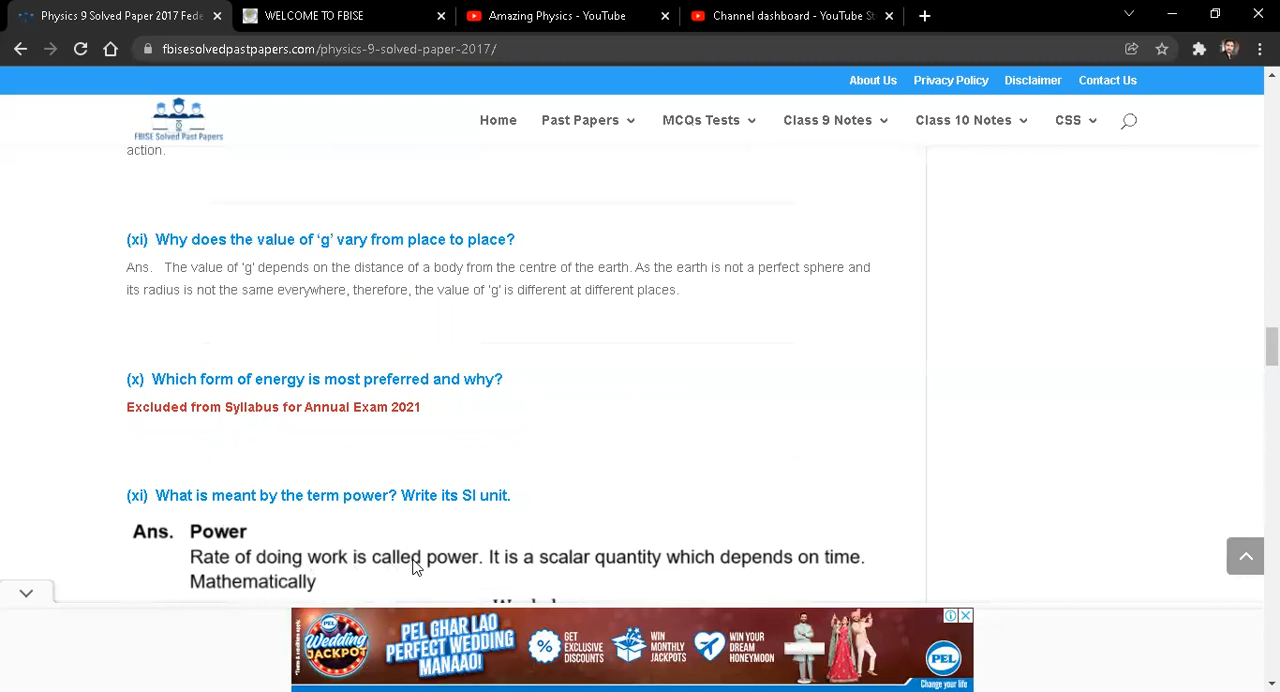 Physics 9 Solved Paper 2017 Fede
WELCOME TO FBISE
Amazing Physics - YouTube
Channel dashboard - YouTube St
fbisesolvedpastpapers.com/physics-9-solved-paper-2017/
About Us Privacy Policy Disclaimer Contact Us
FBISE Solved Past Papers
Home Past Papers MCQs Tests Class 9 Notes Class 10 Notes CSS
action.
(xi) Why does the value of ‘g’ vary from place to place?
Ans. The value of 'g' depends on the distance of a body from the centre of the earth. As the earth is not a perfect sphere and
its radius is not the same everywhere, therefore, the value of 'g' is different at different places.
(x) Which form of energy is most preferred and why?
Excluded from Syllabus for Annual Exam 2021
(xi) What is meant by the term power? Write its SI unit.
Ans. Power
Rate of doing work is called power. It is a scalar quantity which depends on time.
Mathematically
PEL
Wedding
JACKPOT
PEL GHAR LAO
PERFECT WEDDING
MANAAO!
%
GET
EXCLUSIVE
DISCOUNTS
WIN
MONTHLY
JACKPOTS
WIN YOUR
DREAM
HONEYMOON
PEL
Change your life